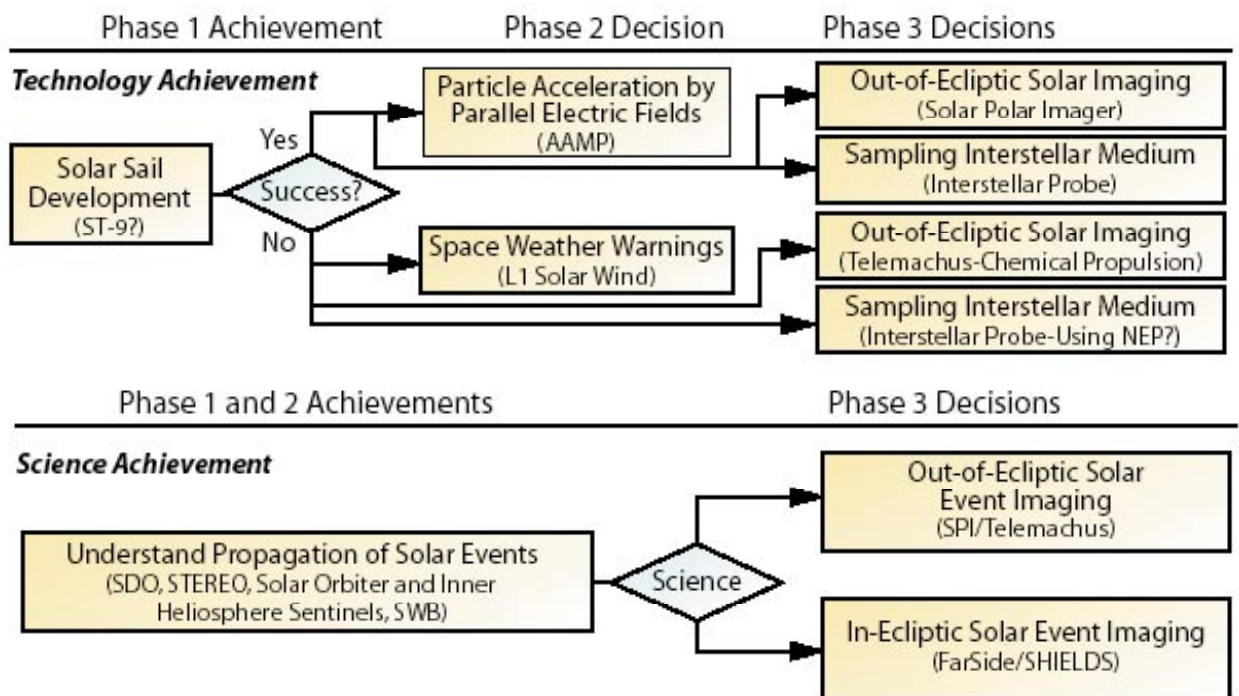 Phase 1 Achievement
Phase 2 Decision
Phase 3 Decisions
Technology Achievement
Solar Sail
Development
(ST-9?)
Yes
Success?
No
Particle Acceleration by
Parallel Electric Fields
(AAMP)
Space Weather Warnings
(L1 Solar Wind)
Out-of-Ecliptic Solar Imaging
(Solar Polar Imager)
Sampling Interstellar Medium
(Interstellar Probe)
Out-of-Ecliptic Solar Imaging
(Telemachus-Chemical Propulsion)
Sampling Interstellar Medium
(Interstellar Probe-Using NEP?)
Phase 1 and 2 Achievements
Phase 3 Decisions
Science Achievement
Understand Propagation of Solar Events
(SDO, STEREO, Solar Orbiter and Inner
Heliosphere Sentinels, SWB)
Science
Out-of-Ecliptic Solar
Event Imaging
(SPI/Telemachus)
In-Ecliptic Solar Event Imaging
(FarSide/SHIELDS)